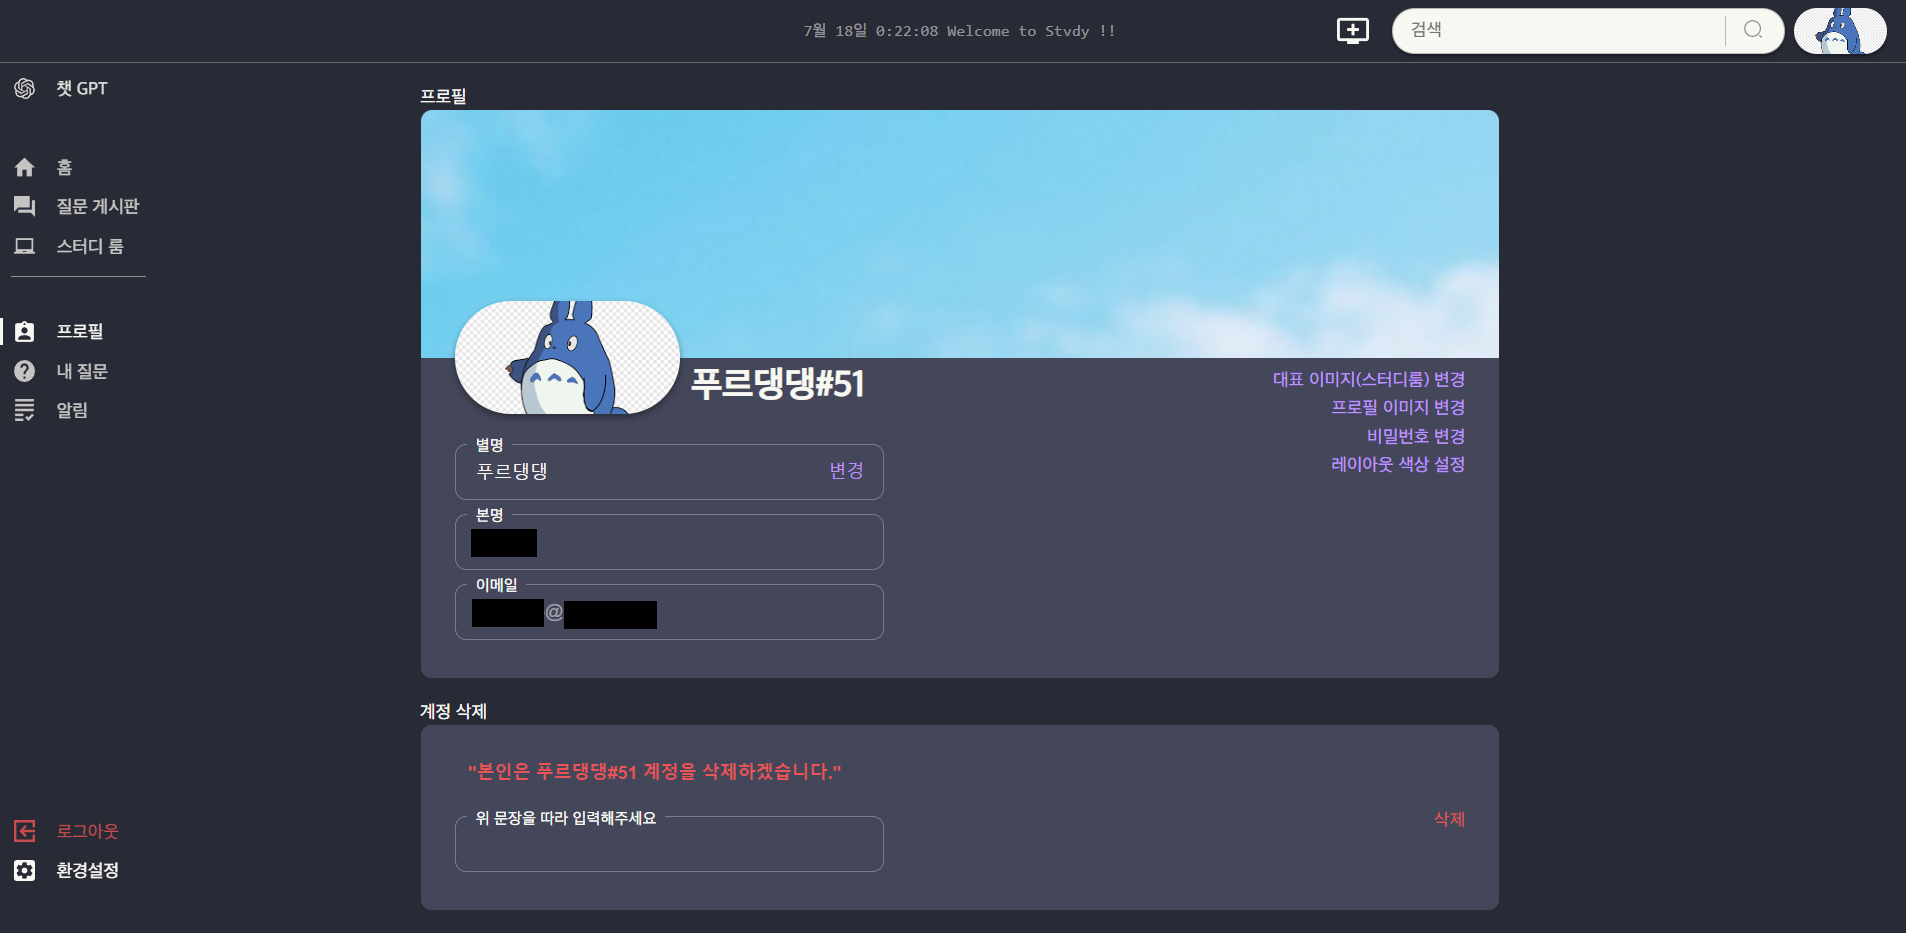 7월 18일 0:22:08 Welcome to Stvdy !!
검색
챗 GPT
홈
질문 게시판
스터디 룸
프로필
내 질문
알림
로그아웃
환경설정
프로필
푸르댕댕#51
대표 이미지(스터디룸) 변경
프로필 이미지 변경
비밀번호 변경
레이아웃 색상 설정
별명
푸르댕댕 변경
본명
이메일
@
계정 삭제
"본인은 푸르댕댕#51 계정을 삭제하겠습니다."
위 문장을 따라 입력해주세요
삭제